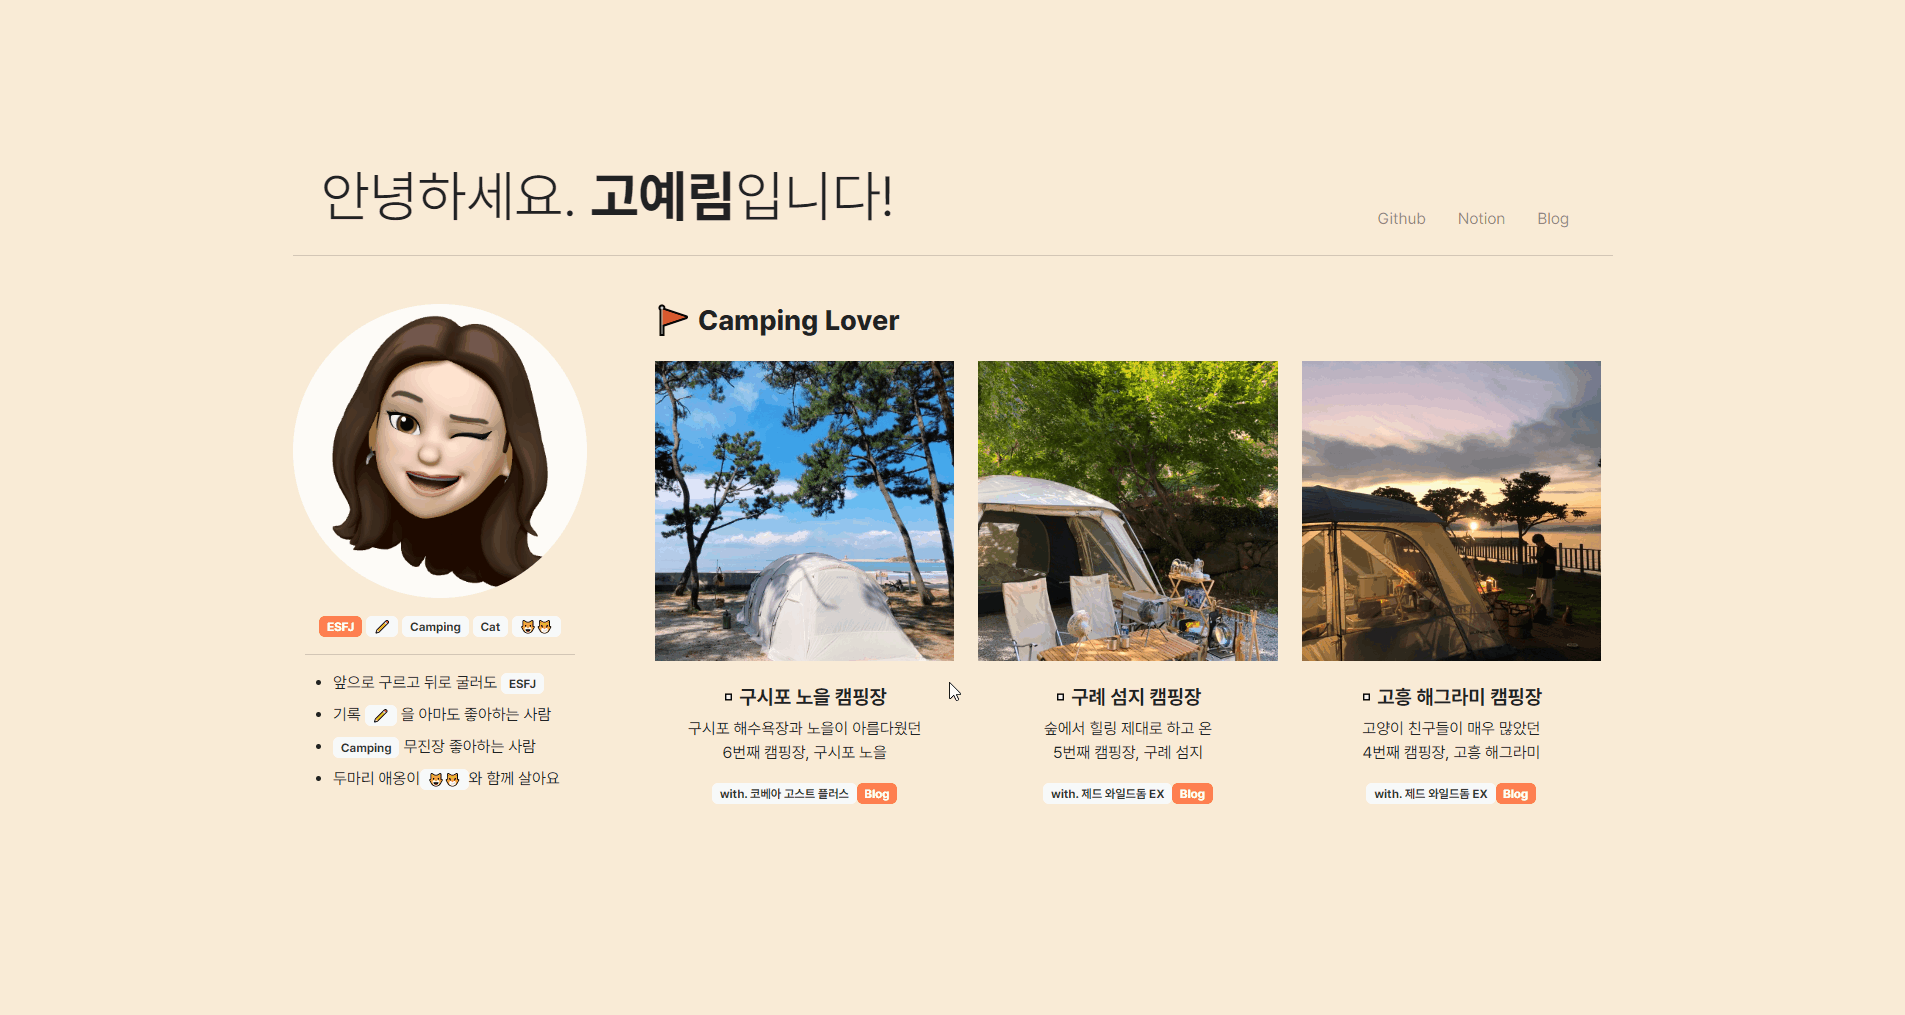 안녕하세요. 고예림입니다!
Github Notion Blog
Camping Lover
ESFJ Camping Cat
앞으로 구르고 뒤로 굴러도 ESFJ
기록 을 아마도 좋아하는 사람
Camping 무진장 좋아하는 사람
두마리 애옹이 와 함께 살아요
구시포 노을 캠핑장
구시포 해수욕장과 노을이 아름다웠던
6번째 캠핑장, 구시포 노을
with. 코베아 고스트 플러스 Blog
구례 섬지 캠핑장
숲에서 힐링 제대로 하고 온
5번째 캠핑장, 구례 섬지
with. 제드 와일드돔 EX Blog
고흥 해그라미 캠핑장
고양이 친구들이 매우 많았던
4번째 캠핑장, 고흥 해그라미
with. 제드 와일드돔 EX Blog